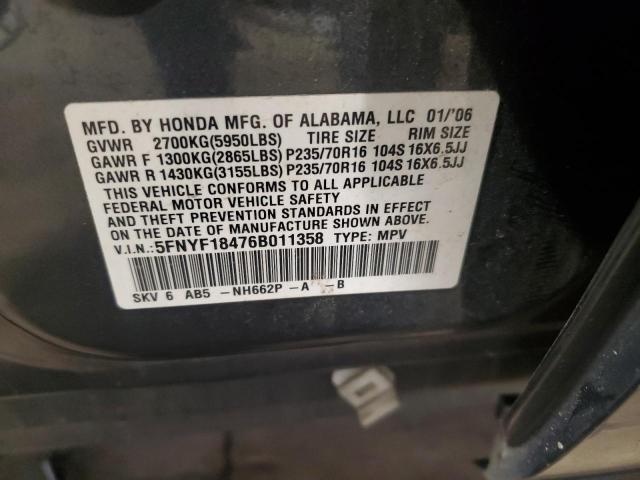 MFD. BY HONDA MFG. OF ALABAMA, LLC 01/'06
GVWR 2700KG(5950LBS) TIRE SIZE RIM SIZE
GAWR F 1300KG(2865LBS)P235/70R16 104S 16X6.5JJ
GAWR R 1430KG(3155LBS)P235/70R16 104S 16X6.5JJ
THIS VEHICLE CONFORMS TO ALL APPLICABLE
FEDERAL MOTOR VEHICLE SAFETY
AND THEFT PREVENTION STANDARDS IN EFFECT
ON THE DATE OF MANUFACTURE SHOWN ABOVE.
V.I.N.: 5FNYF18476B011358 TYPE: MPV
SKV 6 AB5 -NH662P -A -B